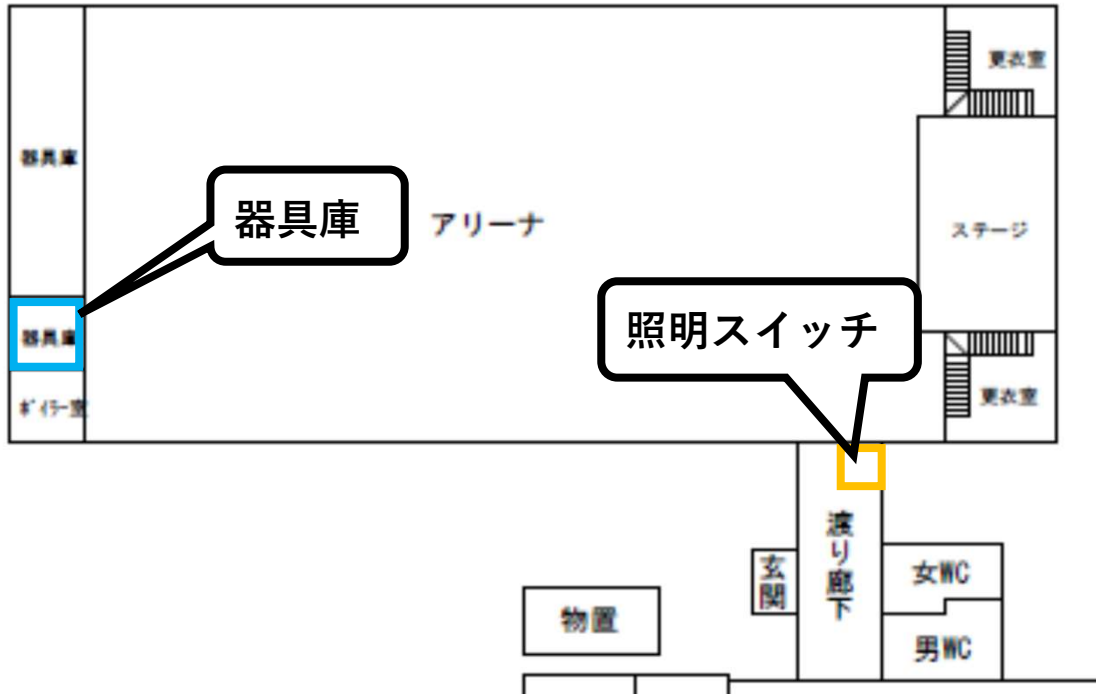 更衣室
器具庫
器具庫
アリーナ
ステージ
照明スイッチ
器具庫
更衣室
ボイラー室
渡り廊下
玄関
女WC
物置
男WC